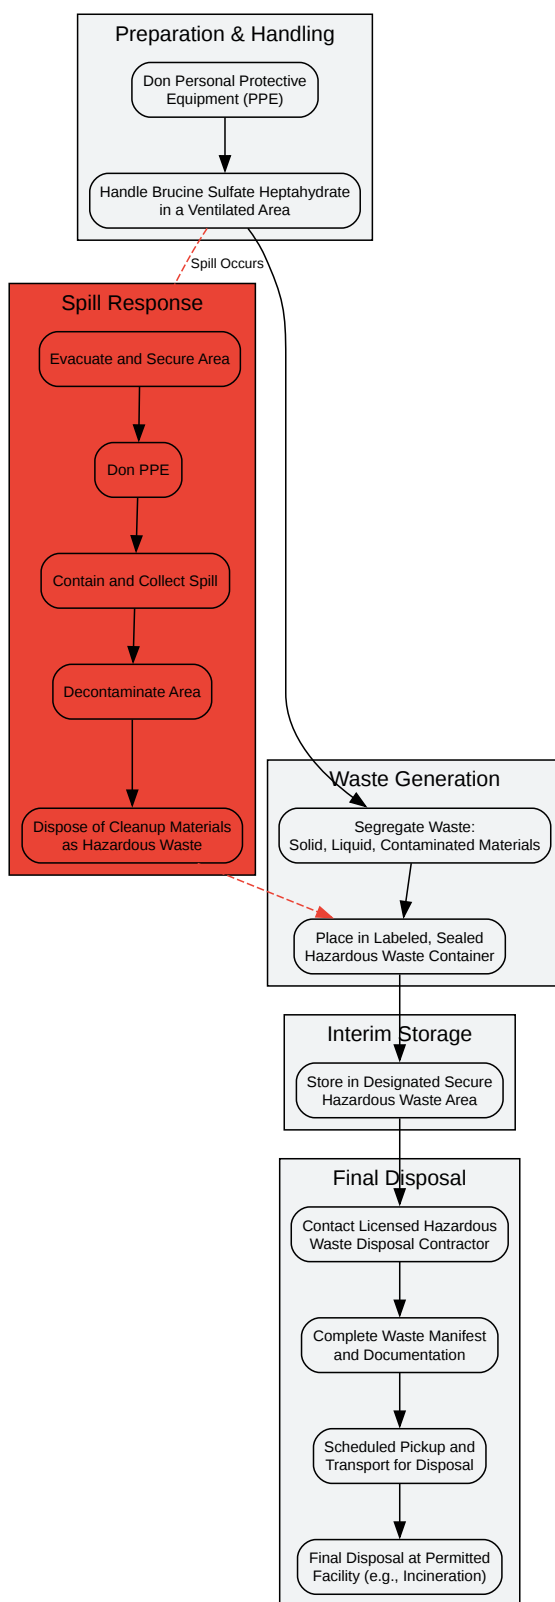 Preparation & Handling
Don Personal Protective
Equipment (PPE)
Handle Brucine Sulfate Heptahydrate
in a Ventilated Area
Spill Occurs
Spill Response
Evacuate and Secure Area
Don PPE
Contain and Collect Spill
Decontaminate Area
Dispose of Cleanup Materials
as Hazardous Waste
Waste Generation
Segregate Waste:
Solid, Liquid, Contaminated Materials
Place in Labeled, Sealed
Hazardous Waste Container
Interim Storage
Store in Designated Secure
Hazardous Waste Area
Final Disposal
Contact Licensed Hazardous
Waste Disposal Contractor
Complete Waste Manifest
and Documentation
Scheduled Pickup and
Transport for Disposal
Final Disposal at Permitted
Facility (e.g., Incineration)